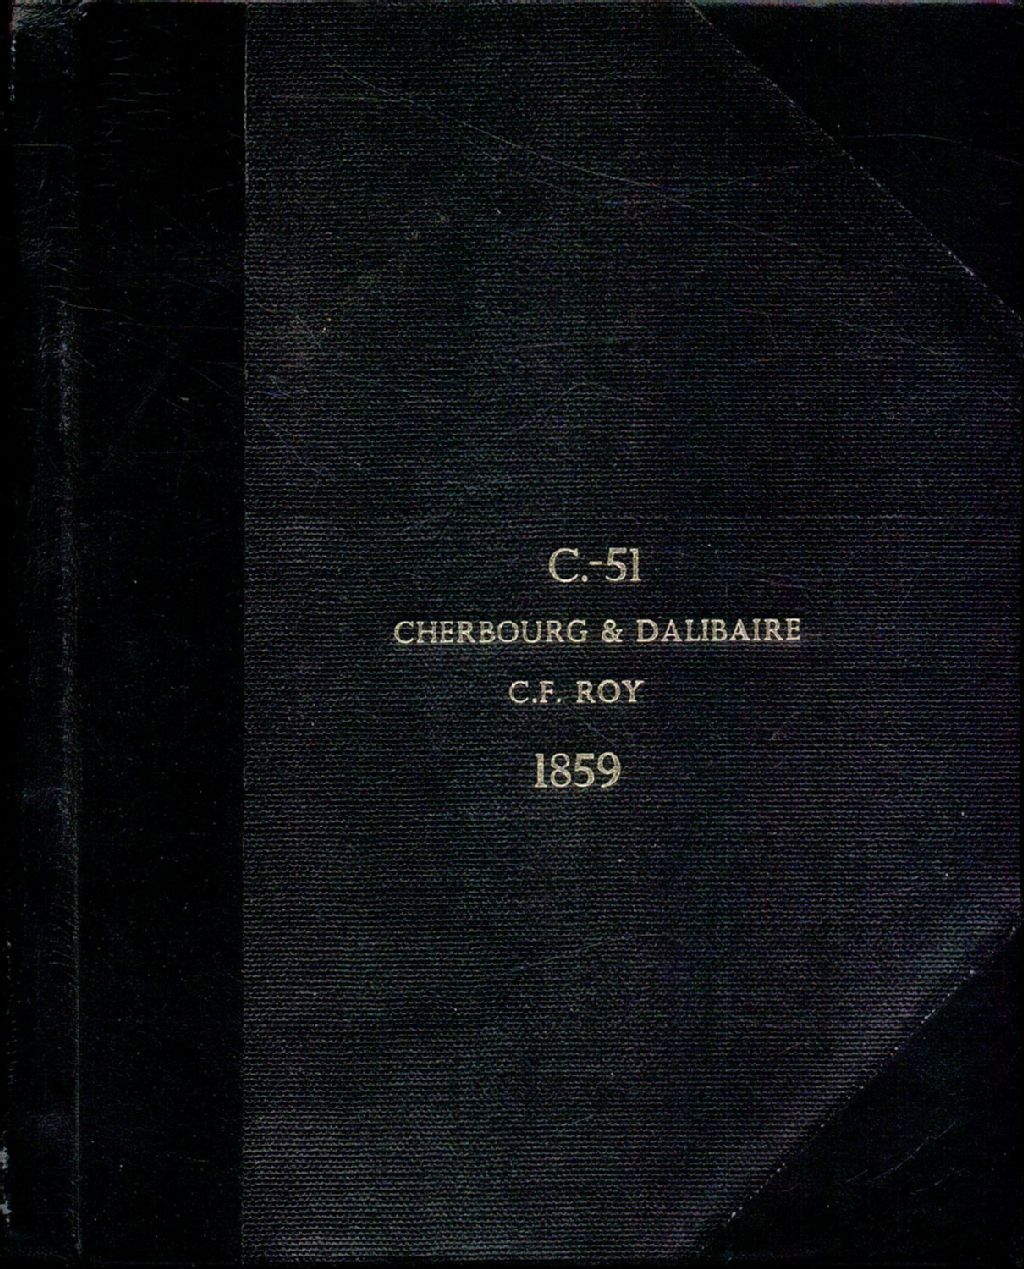 C.-51
CHERBOURG & DALIBAIRE
C.F. ROY
1859